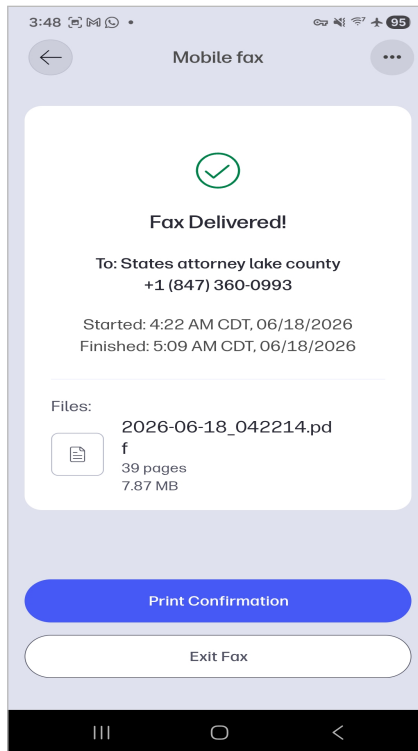 3:48
95
Mobile fax
Fax Delivered!
To: States attorney lake county
+1 (847) 360-0993
Started: 4:22 AM CDT, 06/18/2026
Finished: 5:09 AM CDT, 06/18/2026
Files:
2026-06-18_042214.pd
f
39 pages
7.87 MB
Print Confirmation
Exit Fax